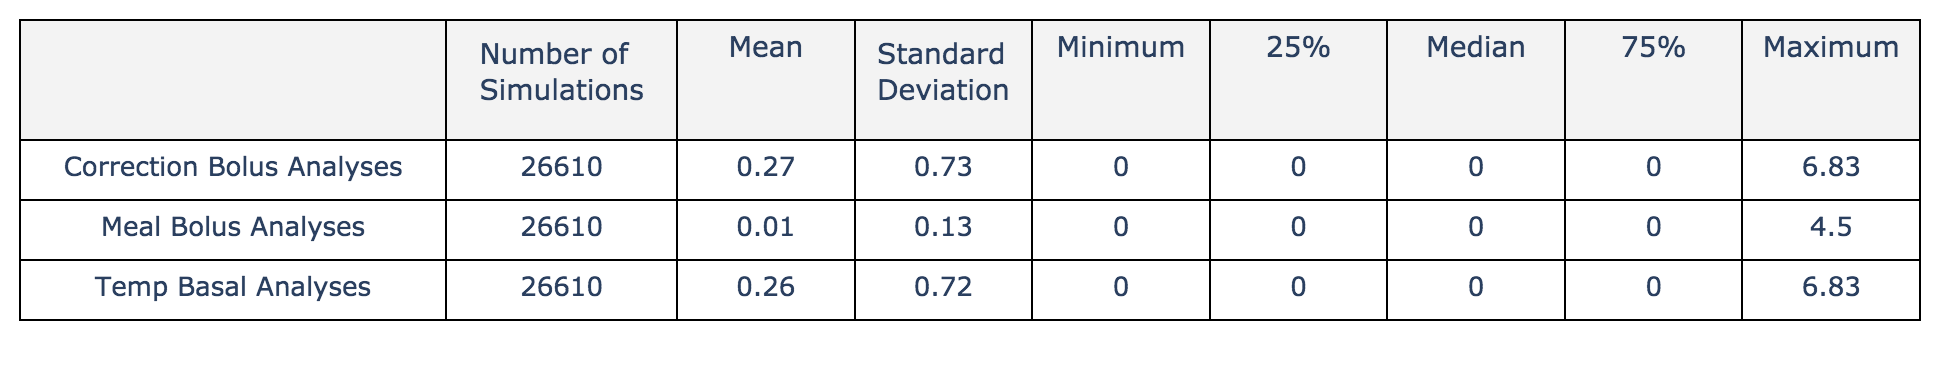 Number of Simulations Mean Standard Deviation Minimum 25% Median 75% Maximum
Correction Bolus Analyses 26610 0.27 0.73 0 0 0 0 6.83
Meal Bolus Analyses 26610 0.01 0.13 0 0 0 0 4.5
Temp Basal Analyses 26610 0.26 0.72 0 0 0 0 6.83